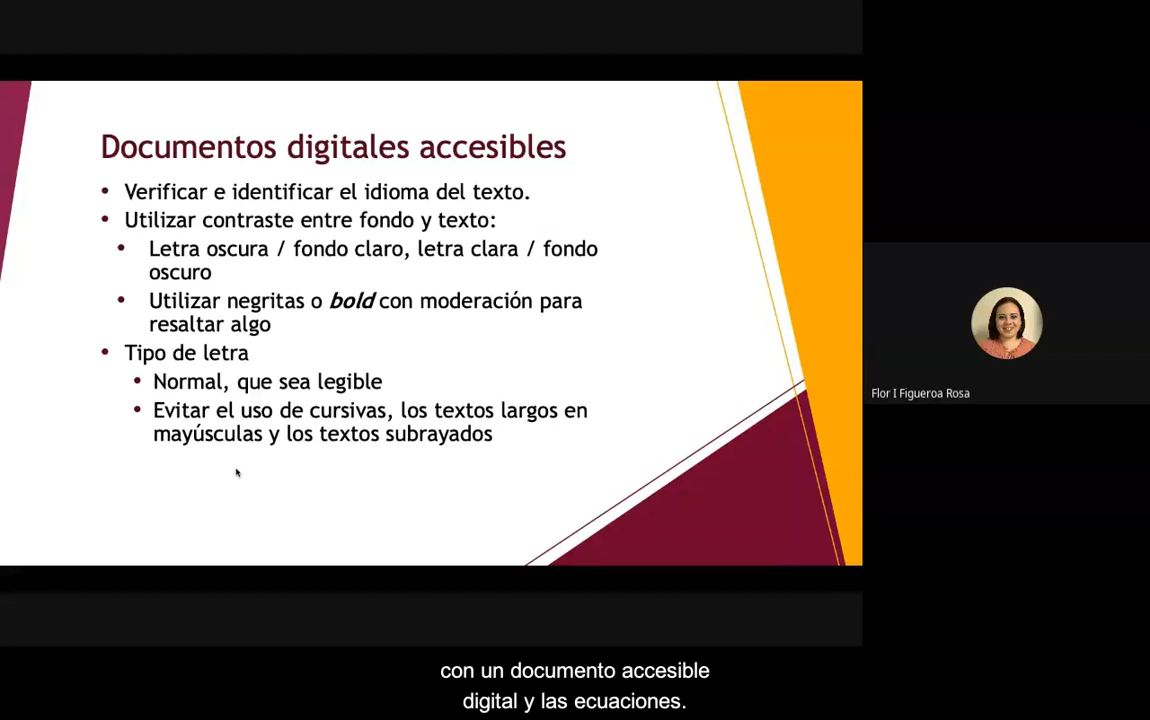 Documentos digitales accesibles
• Verificar e identificar el idioma del texto.
• Utilizar contraste entre fondo y texto:
• Letra oscura / fondo claro, letra clara / fondo
oscuro
• Utilizar negritas o bold con moderación para
resaltar algo
• Tipo de letra
• Normal, que sea legible
• Evitar el uso de cursivas, los textos largos en
mayúsculas y los textos subrayados
Flor I Figueroa Rosa
con un documento accesible
digital y las ecuaciones.